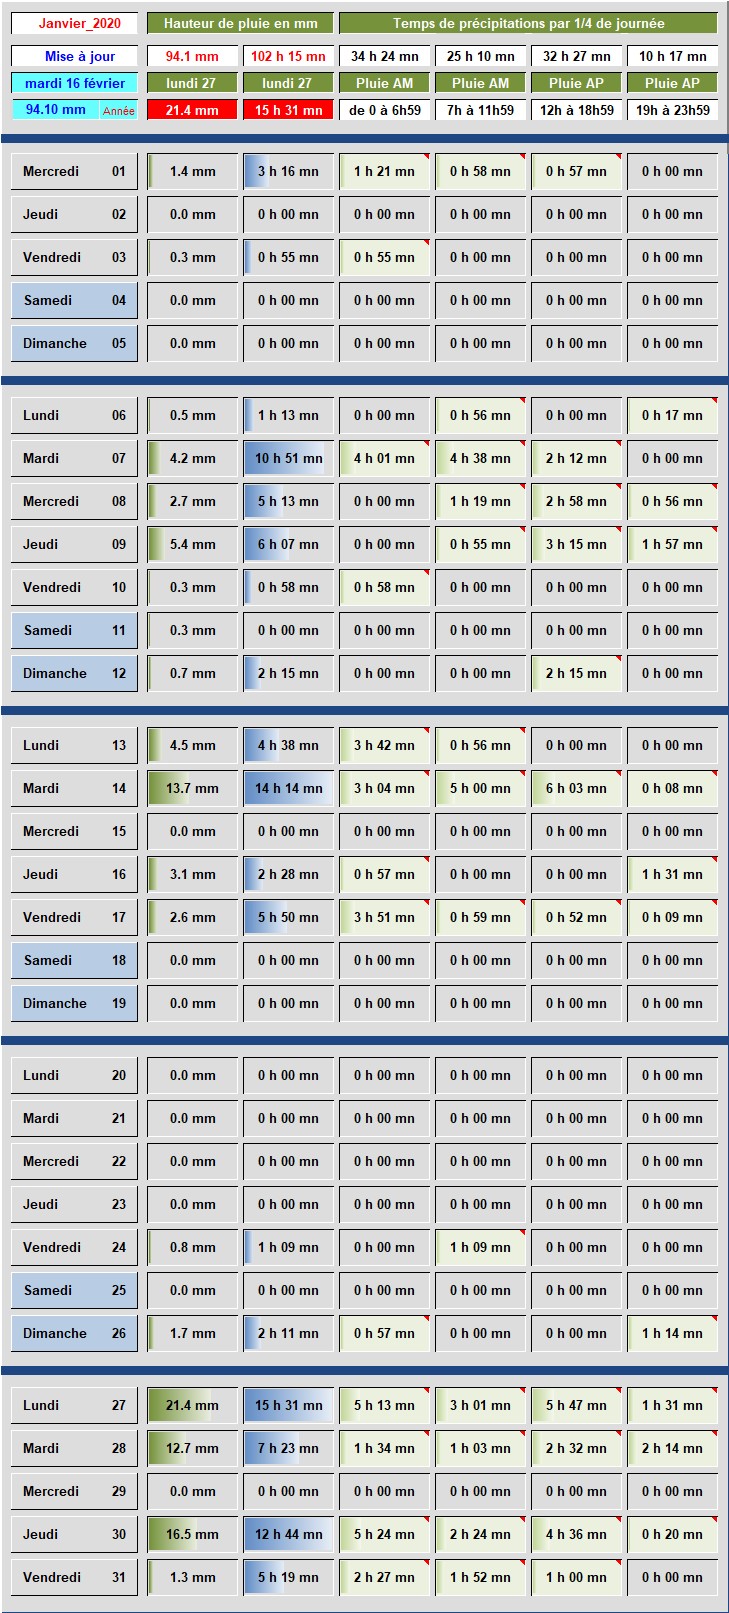 Janvier_2020 Hauteur de pluie en mm Temps de précipitations par 1/4 de journée
Mise à jour 94.1 mm 102 h 15 mn 34 h 24 mn 25 h 10 mn 32 h 27 mn 10 h 17 mn
mardi 16 février lundi 27 lundi 27 Pluie AM Pluie AM Pluie AP Pluie AP
94.10 mm Année 21.4 mm 15 h 31 mn de 0 à 6h59 7h à 11h59 12h à 18h59 19h à 23h59
Mercredi 01 1.4 mm 3 h 16 mn 1 h 21 mn 0 h 58 mn 0 h 57 mn 0 h 00 mn
Jeudi 02 0.0 mm 0 h 00 mn 0 h 00 mn 0 h 00 mn 0 h 00 mn 0 h 00 mn
Vendredi 03 0.3 mm 0 h 55 mn 0 h 55 mn 0 h 00 mn 0 h 00 mn 0 h 00 mn
Samedi 04 0.0 mm 0 h 00 mn 0 h 00 mn 0 h 00 mn 0 h 00 mn 0 h 00 mn
Dimanche 05 0.0 mm 0 h 00 mn 0 h 00 mn 0 h 00 mn 0 h 00 mn 0 h 00 mn
Lundi 06 0.5 mm 1 h 13 mn 0 h 00 mn 0 h 56 mn 0 h 00 mn 0 h 17 mn
Mardi 07 4.2 mm 10 h 51 mn 4 h 01 mn 4 h 38 mn 2 h 12 mn 0 h 00 mn
Mercredi 08 2.7 mm 5 h 13 mn 0 h 00 mn 1 h 19 mn 2 h 58 mn 0 h 56 mn
Jeudi 09 5.4 mm 6 h 07 mn 0 h 00 mn 0 h 55 mn 3 h 15 mn 1 h 57 mn
Vendredi 10 0.3 mm 0 h 58 mn 0 h 58 mn 0 h 00 mn 0 h 00 mn 0 h 00 mn
Samedi 11 0.3 mm 0 h 00 mn 0 h 00 mn 0 h 00 mn 0 h 00 mn 0 h 00 mn
Dimanche 12 0.7 mm 2 h 15 mn 0 h 00 mn 0 h 00 mn 2 h 15 mn 0 h 00 mn
Lundi 13 4.5 mm 4 h 38 mn 3 h 42 mn 0 h 56 mn 0 h 00 mn 0 h 00 mn
Mardi 14 13.7 mm 14 h 14 mn 3 h 04 mn 5 h 00 mn 6 h 03 mn 0 h 08 mn
Mercredi 15 0.0 mm 0 h 00 mn 0 h 00 mn 0 h 00 mn 0 h 00 mn 0 h 00 mn
Jeudi 16 3.1 mm 2 h 28 mn 0 h 57 mn 0 h 00 mn 0 h 00 mn 1 h 31 mn
Vendredi 17 2.6 mm 5 h 50 mn 3 h 51 mn 0 h 59 mn 0 h 52 mn 0 h 09 mn
Samedi 18 0.0 mm 0 h 00 mn 0 h 00 mn 0 h 00 mn 0 h 00 mn 0 h 00 mn
Dimanche 19 0.0 mm 0 h 00 mn 0 h 00 mn 0 h 00 mn 0 h 00 mn 0 h 00 mn
Lundi 20 0.0 mm 0 h 00 mn 0 h 00 mn 0 h 00 mn 0 h 00 mn 0 h 00 mn
Mardi 21 0.0 mm 0 h 00 mn 0 h 00 mn 0 h 00 mn 0 h 00 mn 0 h 00 mn
Mercredi 22 0.0 mm 0 h 00 mn 0 h 00 mn 0 h 00 mn 0 h 00 mn 0 h 00 mn
Jeudi 23 0.0 mm 0 h 00 mn 0 h 00 mn 0 h 00 mn 0 h 00 mn 0 h 00 mn
Vendredi 24 0.8 mm 1 h 09 mn 0 h 00 mn 1 h 09 mn 0 h 00 mn 0 h 00 mn
Samedi 25 0.0 mm 0 h 00 mn 0 h 00 mn 0 h 00 mn 0 h 00 mn 0 h 00 mn
Dimanche 26 1.7 mm 2 h 11 mn 0 h 57 mn 0 h 00 mn 0 h 00 mn 1 h 14 mn
Lundi 27 21.4 mm 15 h 31 mn 5 h 13 mn 3 h 01 mn 5 h 47 mn 1 h 31 mn
Mardi 28 12.7 mm 7 h 23 mn 1 h 34 mn 1 h 03 mn 2 h 32 mn 2 h 14 mn
Mercredi 29 0.0 mm 0 h 00 mn 0 h 00 mn 0 h 00 mn 0 h 00 mn 0 h 00 mn
Jeudi 30 16.5 mm 12 h 44 mn 5 h 24 mn 2 h 24 mn 4 h 36 mn 0 h 20 mn
Vendredi 31 1.3 mm 5 h 19 mn 2 h 27 mn 1 h 52 mn 1 h 00 mn 0 h 00 mn